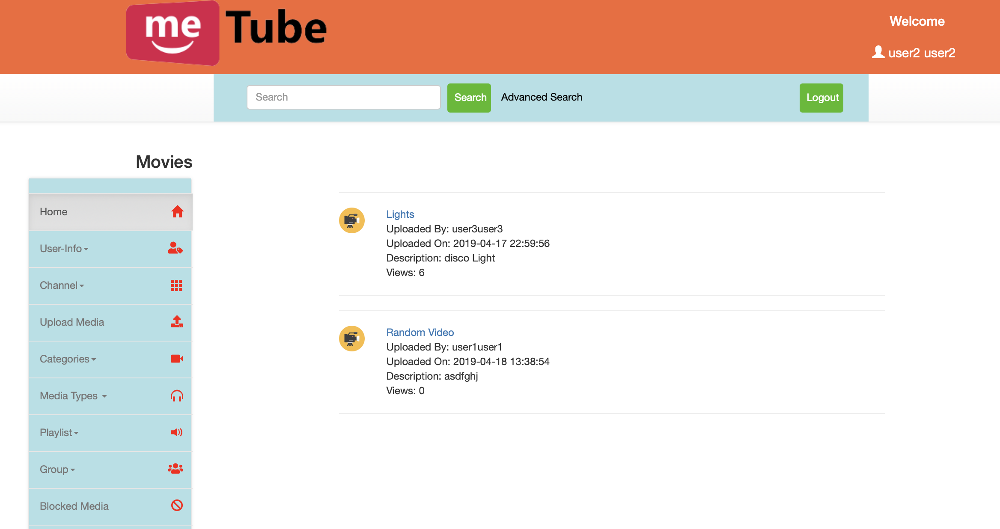 me Tube
Welcome
user2 user2
Search Search Advanced Search Logout
Movies
Home
User-Info
Channel
Upload Media
Categories
Media Types
Playlist
Group
Blocked Media
Lights
Uploaded By: user3user3
Uploaded On: 2019-04-17 22:59:56
Description: disco Light
Views: 6
Random Video
Uploaded By: user1user1
Uploaded On: 2019-04-18 13:38:54
Description: asdfghj
Views: 0